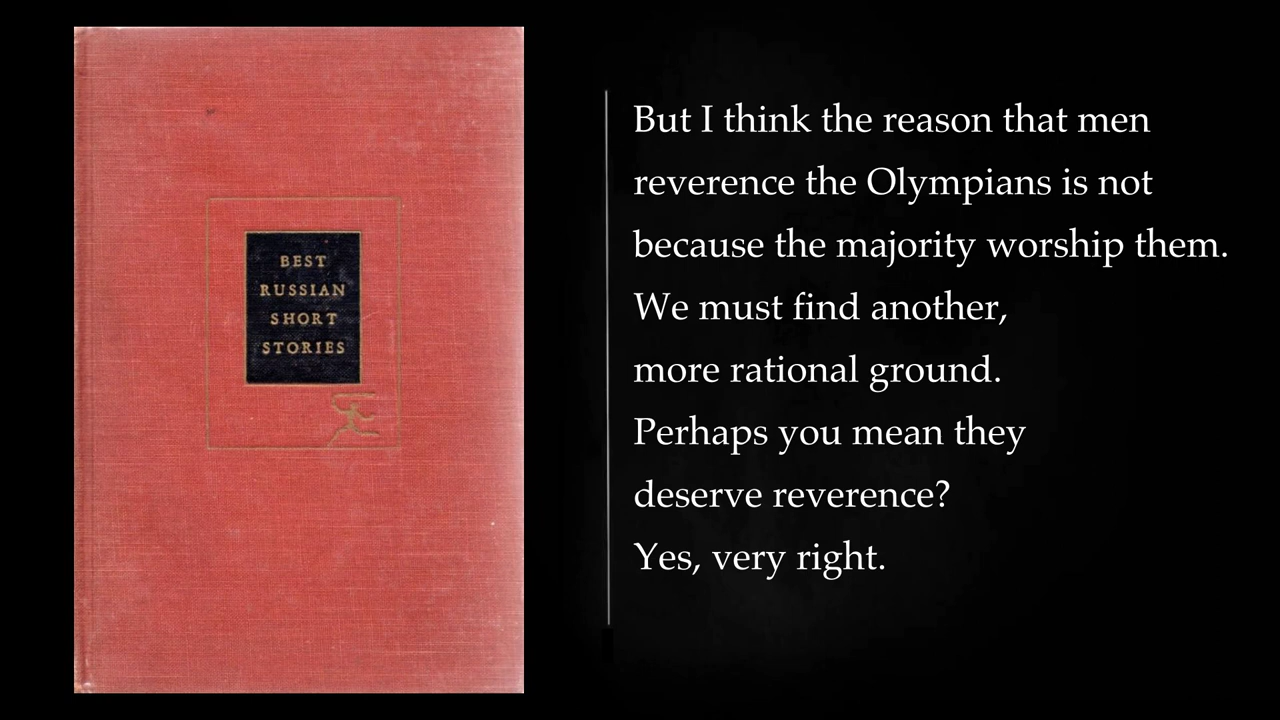 BEST
RUSSIAN
SHORT
STORIES
But I think the reason that men
reverence the Olympians is not
because the majority worship them.
We must find another,
more rational ground.
Perhaps you mean they
deserve reverence?
Yes, very right.